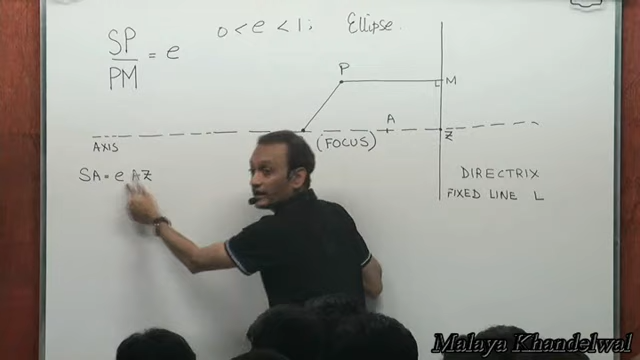 SP
PM = e
0 < e < 1; Ellipse.
P
M
A
Z
(FOCUS)
AXIS
SA = e AZ
DIRECTRIX
FIXED LINE L
Malaya Khandelwal